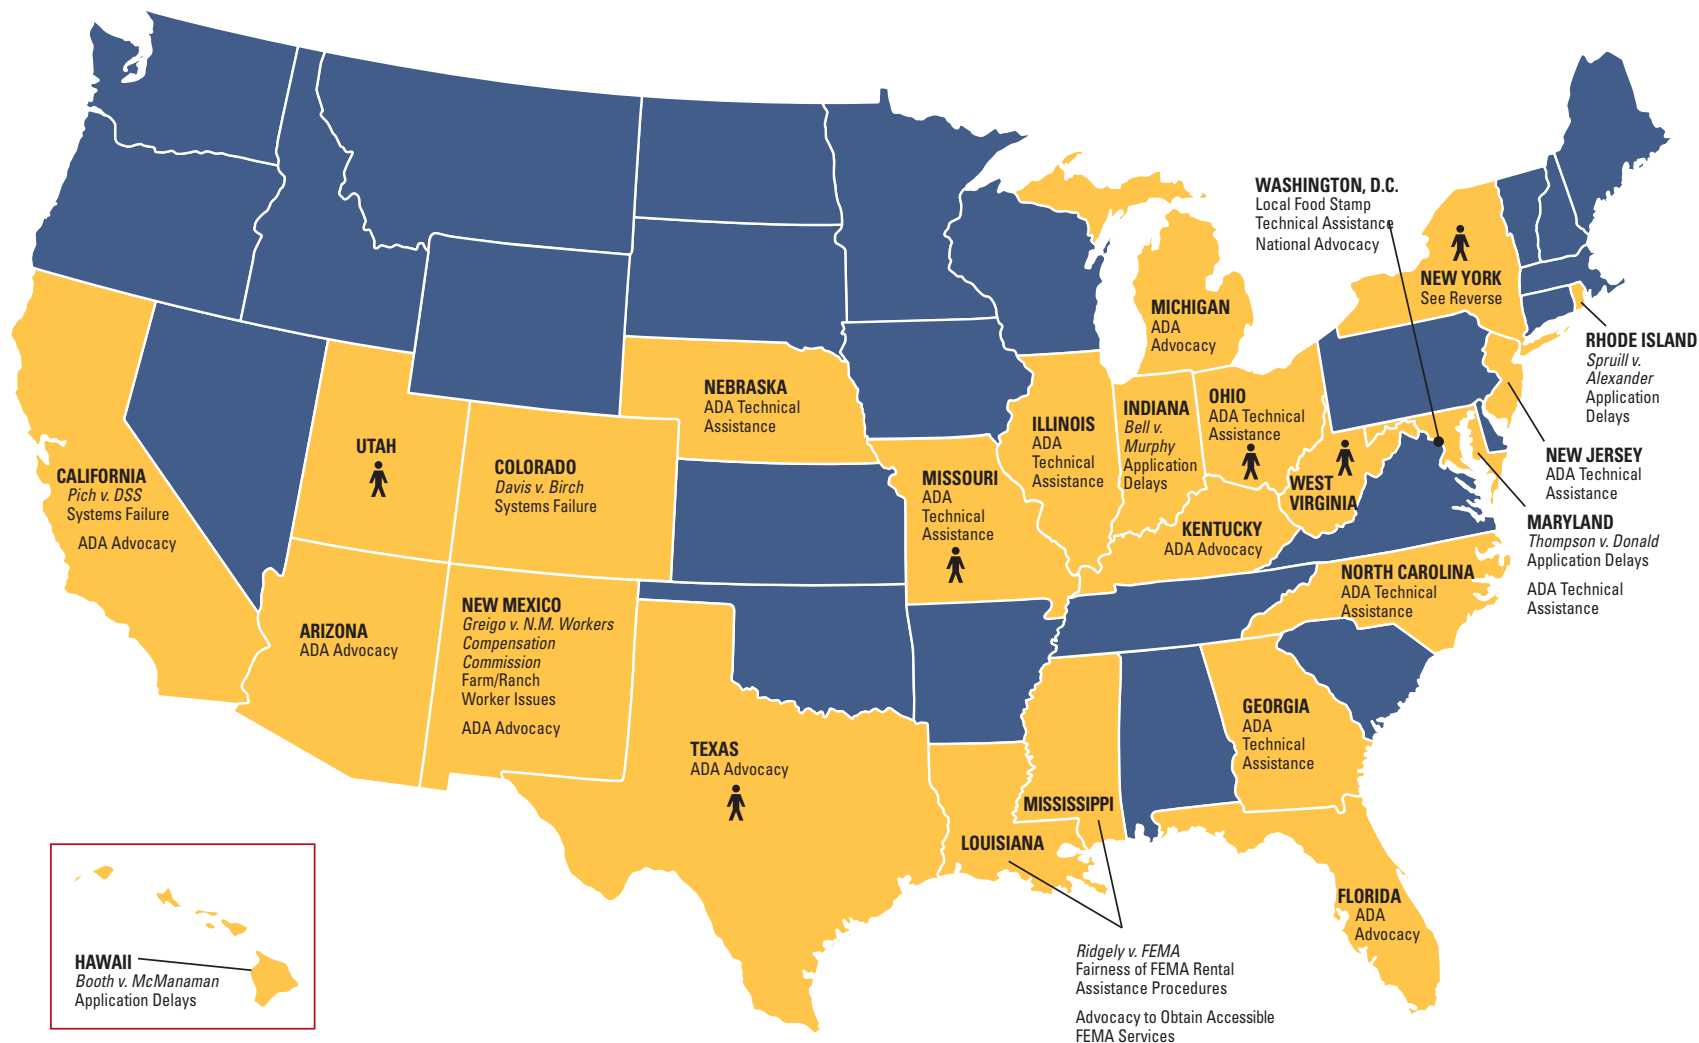 WASHINGTON, D.C.
Local Food Stamp
Technical Assistance
National Advocacy
NEW YORK
See Reverse
MICHIGAN
ADA
Advocacy
RHODE ISLAND
Spruill v.
Alexander
Application
Delays
NEBRASKA
ADA Technical
Assistance
OHIO
ADA Technical
Assistance
INDIANA
Bell v.
Murphy
Application
Delays
ILLINOIS
ADA
Technical
Assistance
UTAH
COLORADO
Davis v. Birch
Systems Failure
CALIFORNIA
Pich v. DSS
Systems Failure
ADA Advocacy
MISSOURI
ADA
Technical
Assistance
WEST
VIRGINIA
NEW JERSEY
ADA Technical
Assistance
KENTUCKY
ADA Advocacy
MARYLAND
Thompson v. Donald
Application Delays
ADA Technical
Assistance
NORTH CAROLINA
ADA Technical
Assistance
ARIZONA
ADA Advocacy
NEW MEXICO
Greigo v. N.M. Workers
Compensation
Commission
Farm/Ranch
Worker Issues
ADA Advocacy
TEXAS
ADA Advocacy
GEORGIA
ADA
Technical
Assistance
MISSISSIPPI
LOUISIANA
FLORIDA
ADA
Advocacy
HAWAII
Booth v. McManaman
Application Delays
Ridgely v. FEMA
Fairness of FEMA Rental
Assistance Procedures
Advocacy to Obtain Accessible
FEMA Services